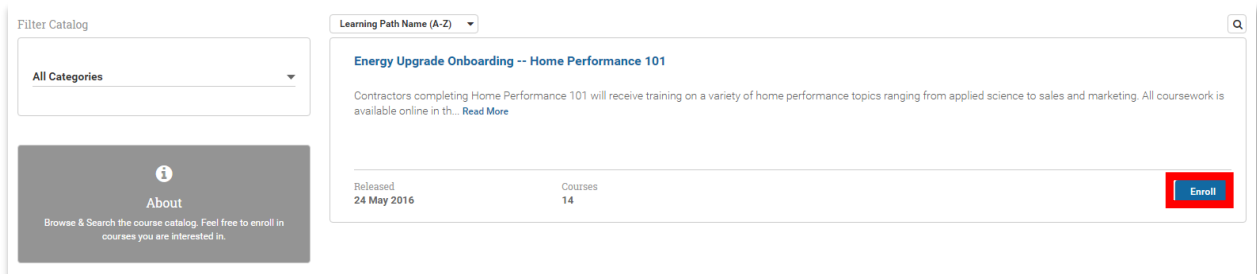 Filter Catalog
All Categories
About
Browse & Search the course catalog. Feel free to enroll in
courses you are interested in.
Learning Path Name (A-Z)
Energy Upgrade Onboarding -- Home Performance 101
Contractors completing Home Performance 101 will receive training on a variety of home performance topics ranging from applied science to sales and marketing. All coursework is
available online in th... Read More
Released
24 May 2016
Courses
14
Enroll